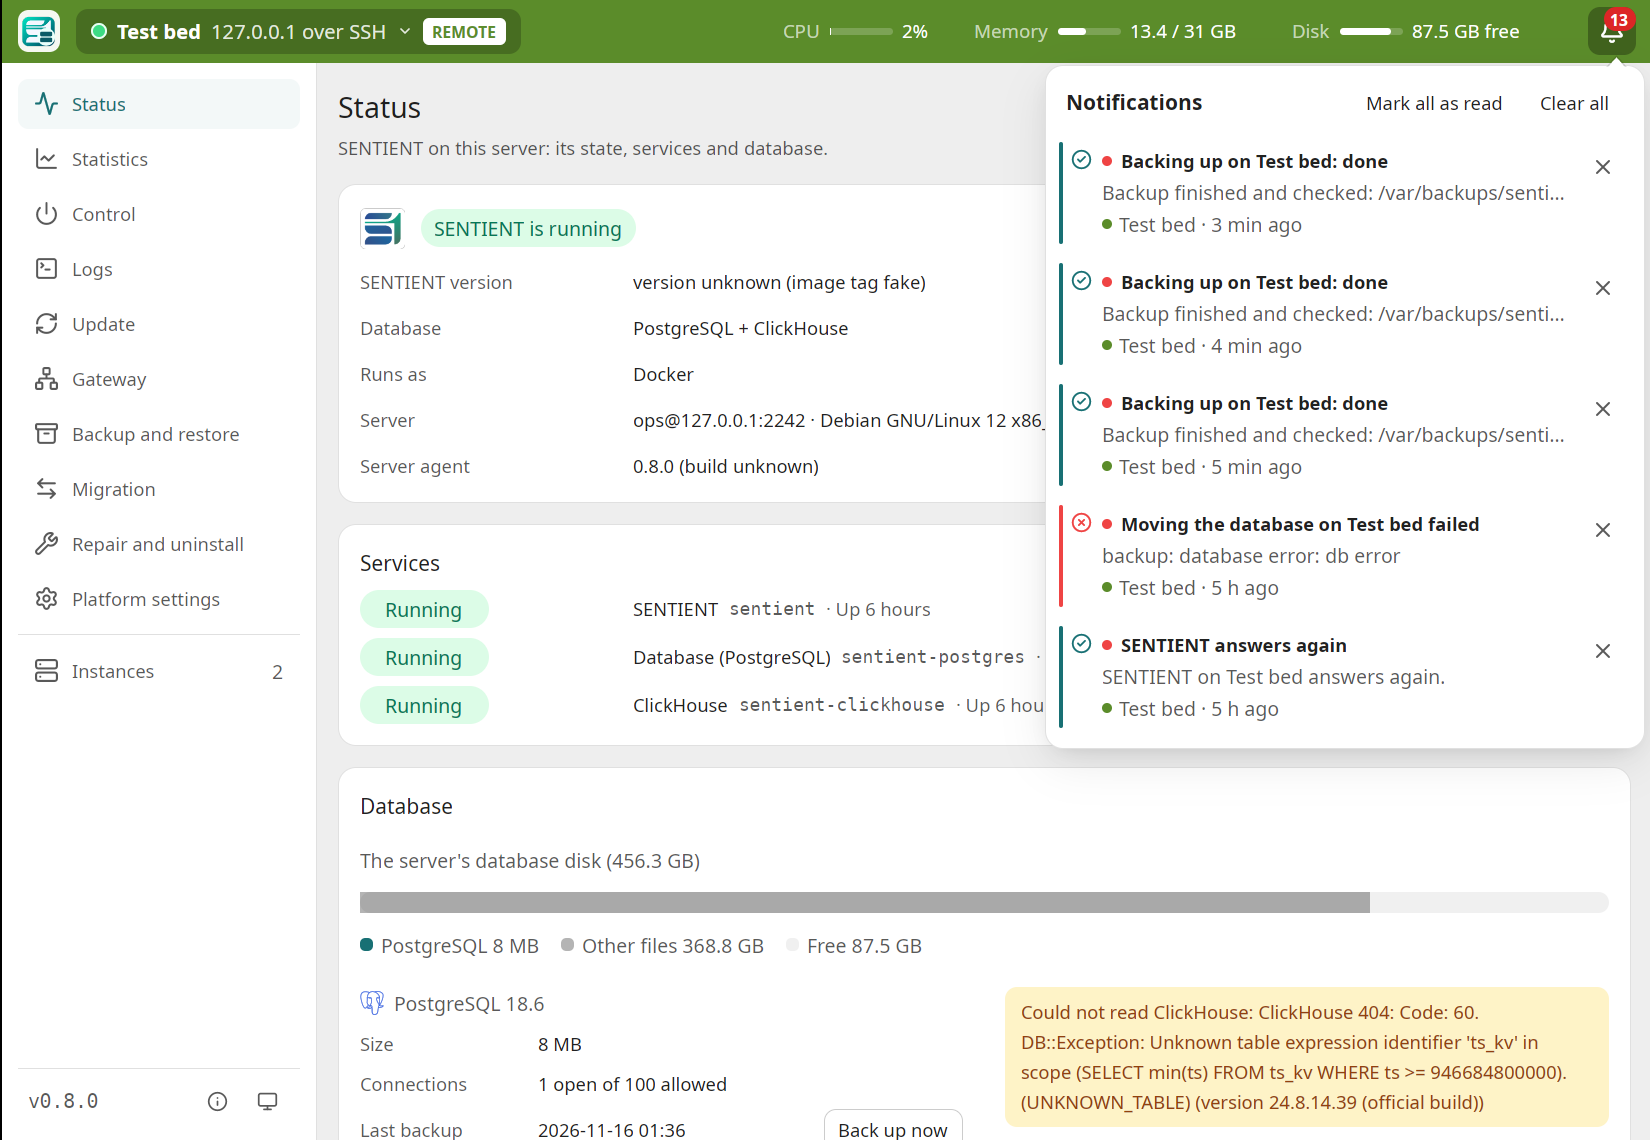 Test bed 127.0.0.1 over SSH REMOTE
CPU 2%
Memory 13.4 / 31 GB
Disk 87.5 GB free
13
Status
Statistics
Control
Logs
Update
Gateway
Backup and restore
Migration
Repair and uninstall
Platform settings
Instances 2
v0.8.0
Status
SENTIENT on this server: its state, services and database.
SENTIENT is running
SENTIENT version version unknown (image tag fake)
Database PostgreSQL + ClickHouse
Runs as Docker
Server ops@127.0.0.1:2242 · Debian GNU/Linux 12 x86_
Server agent 0.8.0 (build unknown)
Services
Running SENTIENT sentient · Up 6 hours
Running Database (PostgreSQL) sentient-postgres ·
Running ClickHouse sentient-clickhouse · Up 6 hou
Database
The server's database disk (456.3 GB)
PostgreSQL 8 MB Other files 368.8 GB Free 87.5 GB
PostgreSQL 18.6
Size 8 MB
Connections 1 open of 100 allowed
Last backup 2026-11-16 01:36
Back up now
Could not read ClickHouse: ClickHouse 404: Code: 60.
DB::Exception: Unknown table expression identifier 'ts_kv' in
scope (SELECT min(ts) FROM ts_kv WHERE ts >= 946684800000).
(UNKNOWN_TABLE) (version 24.8.14.39 (official build))
Notifications Mark all as read Clear all
Backing up on Test bed: done
Backup finished and checked: /var/backups/senti...
Test bed · 3 min ago
Backing up on Test bed: done
Backup finished and checked: /var/backups/senti...
Test bed · 4 min ago
Backing up on Test bed: done
Backup finished and checked: /var/backups/senti...
Test bed · 5 min ago
Moving the database on Test bed failed
backup: database error: db error
Test bed · 5 h ago
SENTIENT answers again
SENTIENT on Test bed answers again.
Test bed · 5 h ago